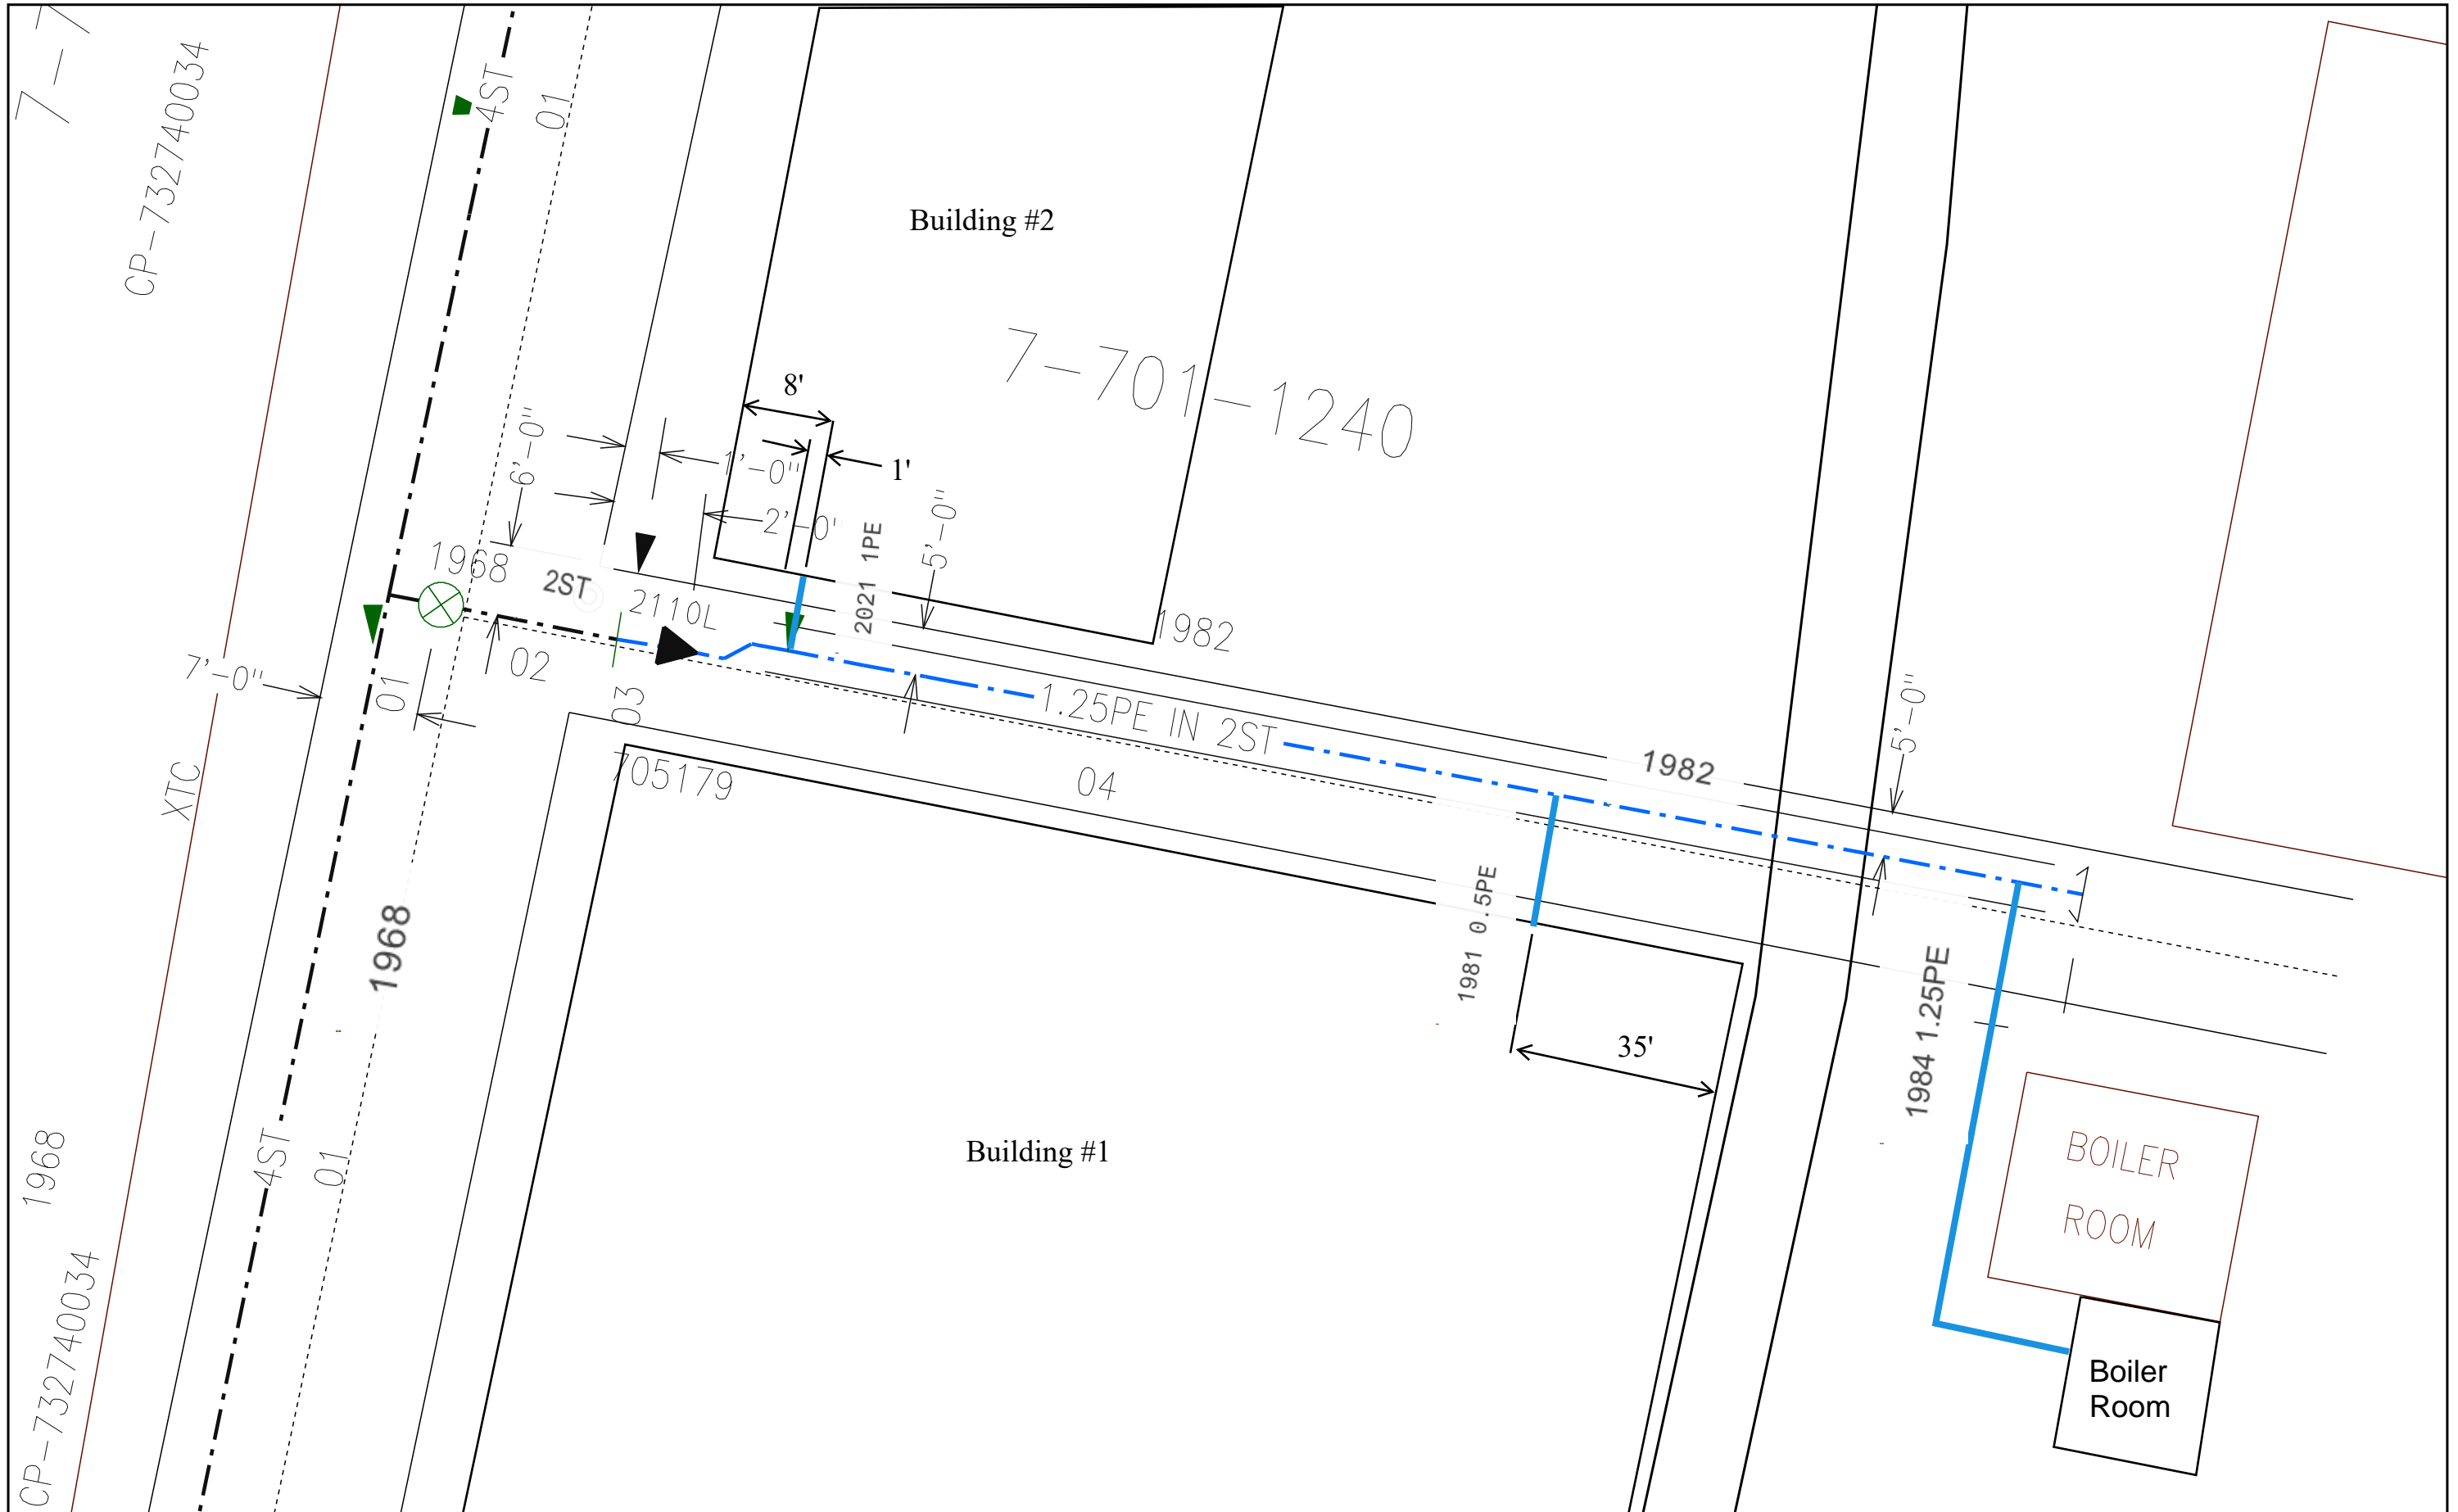 7-7
CP-732740034
4ST
01
Building #2
7-701-1240
8'
1'-0"
1'
6'-0"
2'-0"
2021 1PE
5'-0"
1968
2ST
2110L
1982
02
7'-0"
01
03
1.25PE IN 2ST
1982
5'-0"
XTC
705179
04
1968
1981 0.5PE
1984 1.25PE
35'
Building #1
4ST
01
1968
CP-732740034
BOILER
ROOM
Boiler
Room